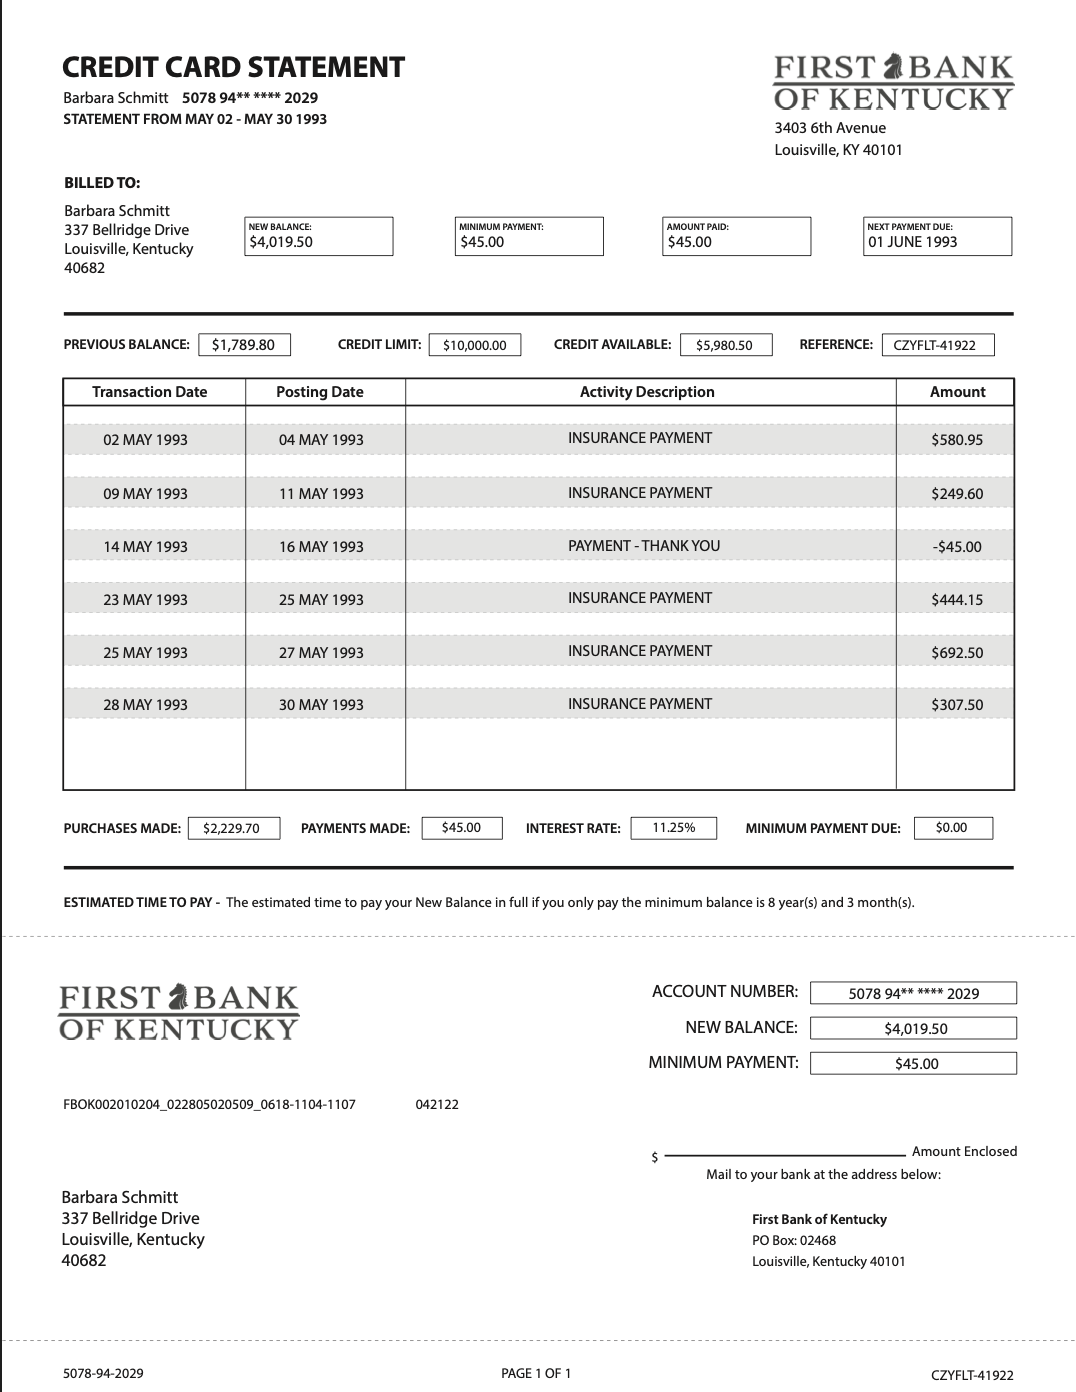 CREDIT CARD STATEMENT
Barbara Schmitt 5078 94** **** 2029
STATEMENT FROM MAY 02 - MAY 30 1993
FIRST BANK
OF KENTUCKY
3403 6th Avenue
Louisville, KY 40101
BILLED TO:
Barbara Schmitt
337 Bellridge Drive
Louisville, Kentucky
40682
NEW BALANCE:
$4,019.50
MINIMUM PAYMENT:
$45.00
AMOUNT PAID:
$45.00
NEXT PAYMENT DUE:
01 JUNE 1993
PREVIOUS BALANCE: $1,789.80 CREDIT LIMIT: $10,000.00 CREDIT AVAILABLE: $5,980.50 REFERENCE: CZYFLT-41922
Transaction Date Posting Date Activity Description Amount
02 MAY 1993 04 MAY 1993 INSURANCE PAYMENT $580.95
09 MAY 1993 11 MAY 1993 INSURANCE PAYMENT $249.60
14 MAY 1993 16 MAY 1993 PAYMENT - THANK YOU -$45.00
23 MAY 1993 25 MAY 1993 INSURANCE PAYMENT $444.15
25 MAY 1993 27 MAY 1993 INSURANCE PAYMENT $692.50
28 MAY 1993 30 MAY 1993 INSURANCE PAYMENT $307.50
PURCHASES MADE: $2,229.70 PAYMENTS MADE: $45.00 INTEREST RATE: 11.25% MINIMUM PAYMENT DUE: $0.00
ESTIMATED TIME TO PAY - The estimated time to pay your New Balance in full if you only pay the minimum balance is 8 year(s) and 3 month(s).
FIRST BANK
OF KENTUCKY
ACCOUNT NUMBER: 5078 94** **** 2029
NEW BALANCE: $4,019.50
MINIMUM PAYMENT: $45.00
FBOK002010204_022805020509_0618-1104-1107 042122
$ Amount Enclosed
Mail to your bank at the address below:
Barbara Schmitt
337 Bellridge Drive
Louisville, Kentucky
40682
First Bank of Kentucky
PO Box: 02468
Louisville, Kentucky 40101
5078-94-2029 PAGE 1 OF 1 CZYFLT-41922